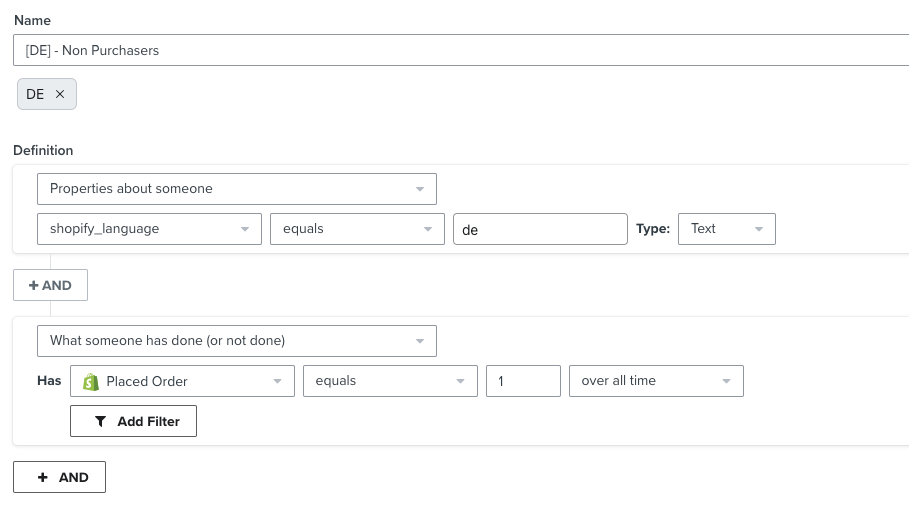 Name
[DE] - Non Purchasers
DE ×
Definition
Properties about someone
shopify_language equals de Type: Text
+ AND
What someone has done (or not done)
Has Placed Order equals 1 over all time
Add Filter
+ AND